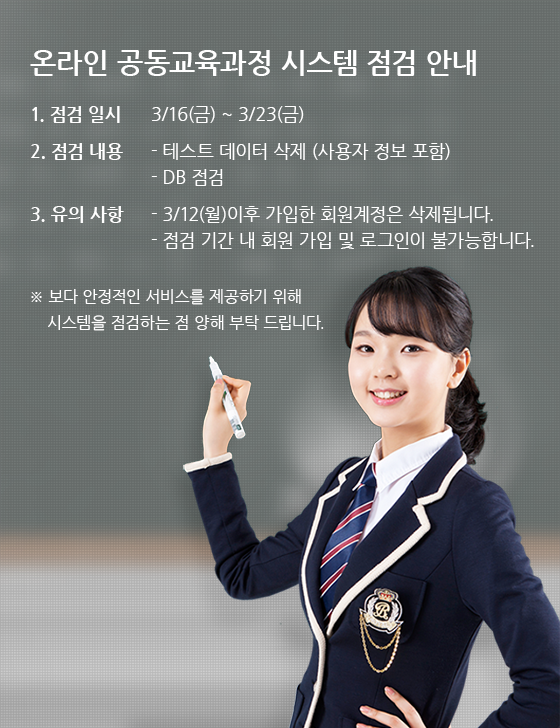 온라인 공동교육과정 시스템 점검 안내
1. 점검 일시 3/16(금) ~ 3/23(금)
2. 점검 내용 - 테스트 데이터 삭제 (사용자 정보 포함)
- DB 점검
3. 유의 사항 - 3/12(월)이후 가입한 회원계정은 삭제됩니다.
- 점검 기간 내 회원 가입 및 로그인이 불가능합니다.
※ 보다 안정적인 서비스를 제공하기 위해
시스템을 점검하는 점 양해 부탁 드립니다.